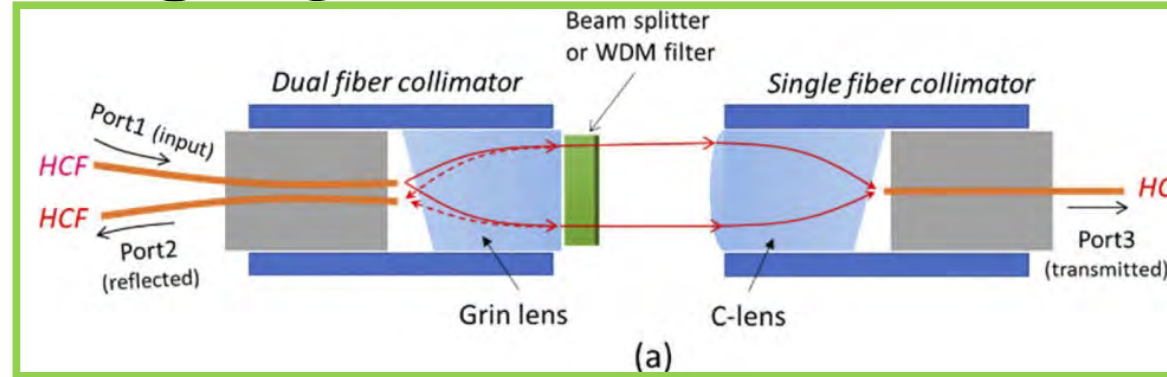 Beam splitter
or WDM filter
Dual fiber collimator
Single fiber collimator
Port1 (input)
HCF
HCF
Port2
(reflected)
Grin lens
C-lens
HC
Port3
(transmitted)
(a)